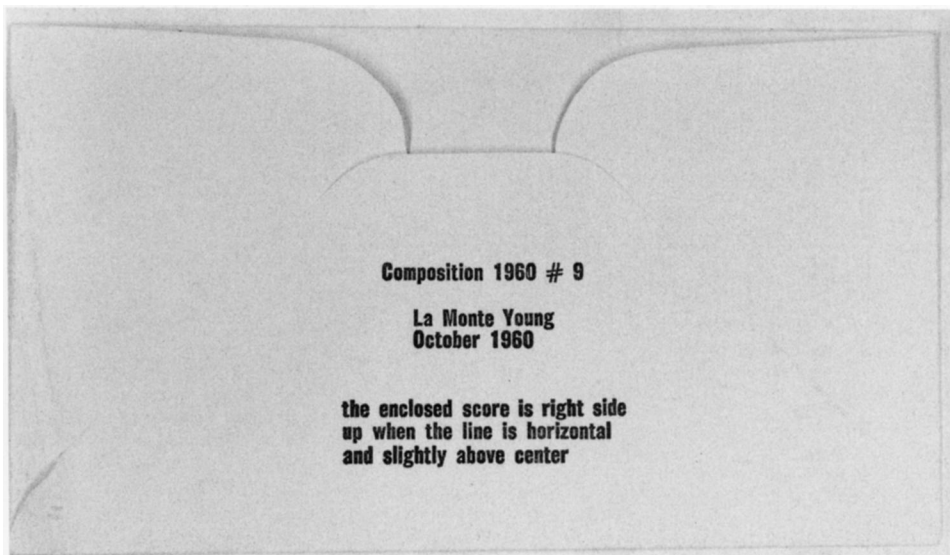 Composition 1960 # 9
La Monte Young
October 1960
the enclosed score is right side
up when the line is horizontal
and slightly above center